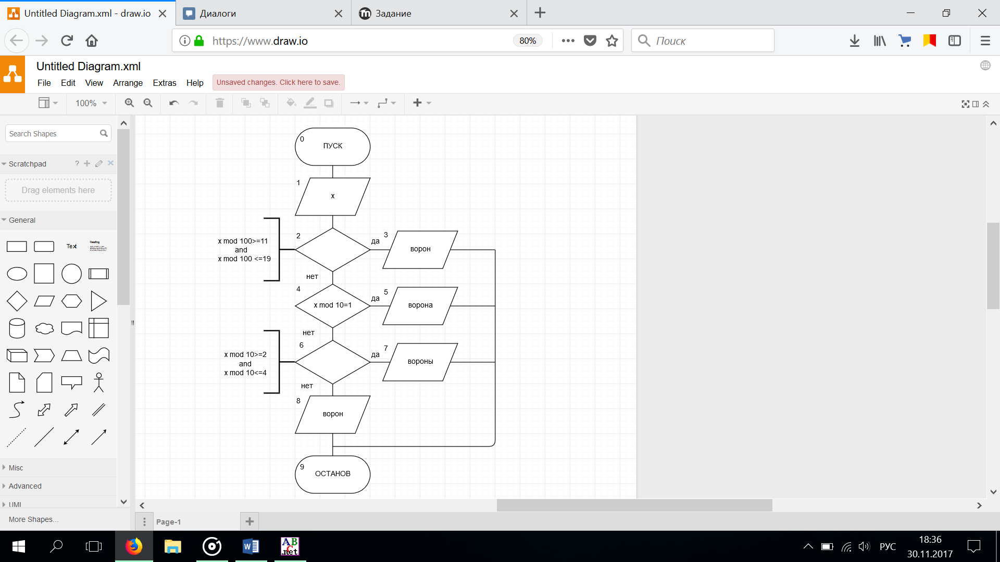 Untitled Diagram.xml - draw.io
Диалоги
Задание
https://www.draw.io
80%
Поиск
Untitled Diagram.xml
File Edit View Arrange Extras Help
Unsaved changes. Click here to save.
100%
Search Shapes
Scratchpad
?
Drag elements here
General
Text
Heading
Misc
Advanced
UML
More Shapes...
0
ПУСК
1
x
x mod 100>=11
and
x mod 100 <=19
2
да
3
ворон
нет
4
x mod 10=1
да
5
ворона
нет
x mod 10>=2
and
x mod 10<=4
6
да
7
вороны
нет
8
ворон
9
ОСТАНОВ
Page-1
ABC
.net
РУС
18:36
30.11.2017